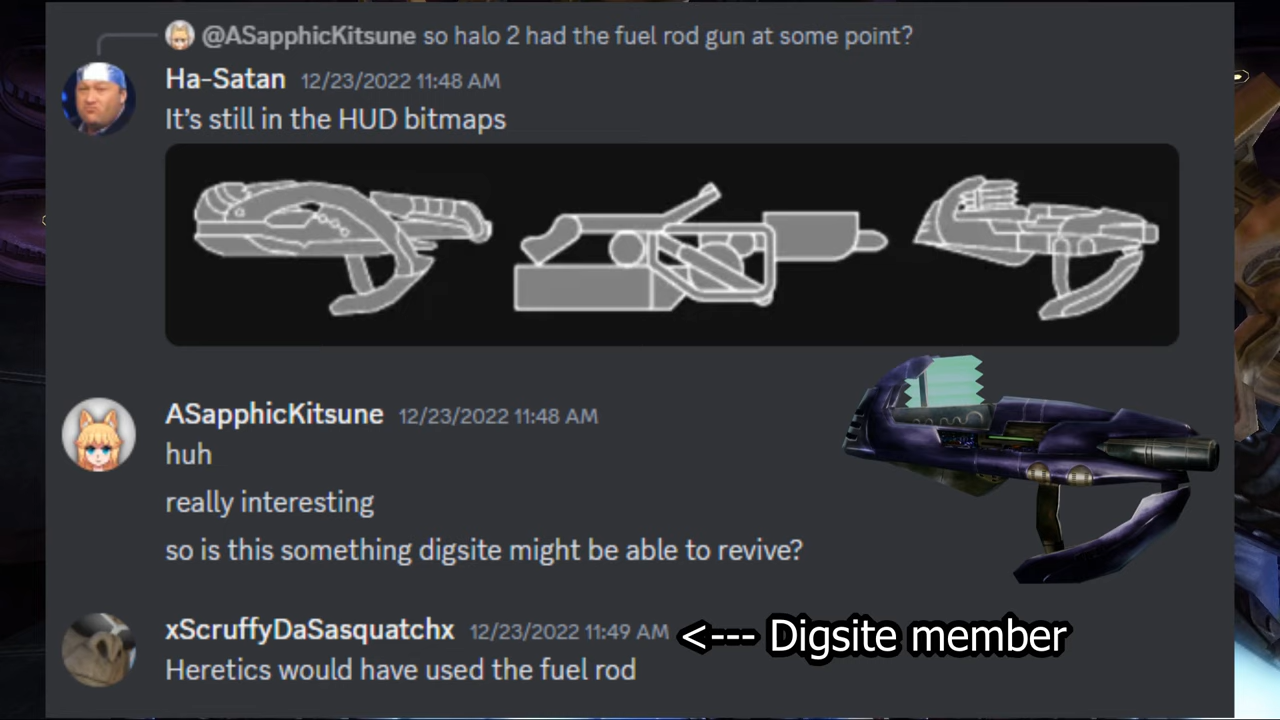 @ASapphicKitsune so halo 2 had the fuel rod gun at some point?
Ha-Satan 12/23/2022 11:48 AM
It’s still in the HUD bitmaps
ASapphicKitsune 12/23/2022 11:48 AM
huh
really interesting
so is this something digsite might be able to revive?
xScruffyDaSasquatchx 12/23/2022 11:49 AM <--- Digsite member
Heretics would have used the fuel rod